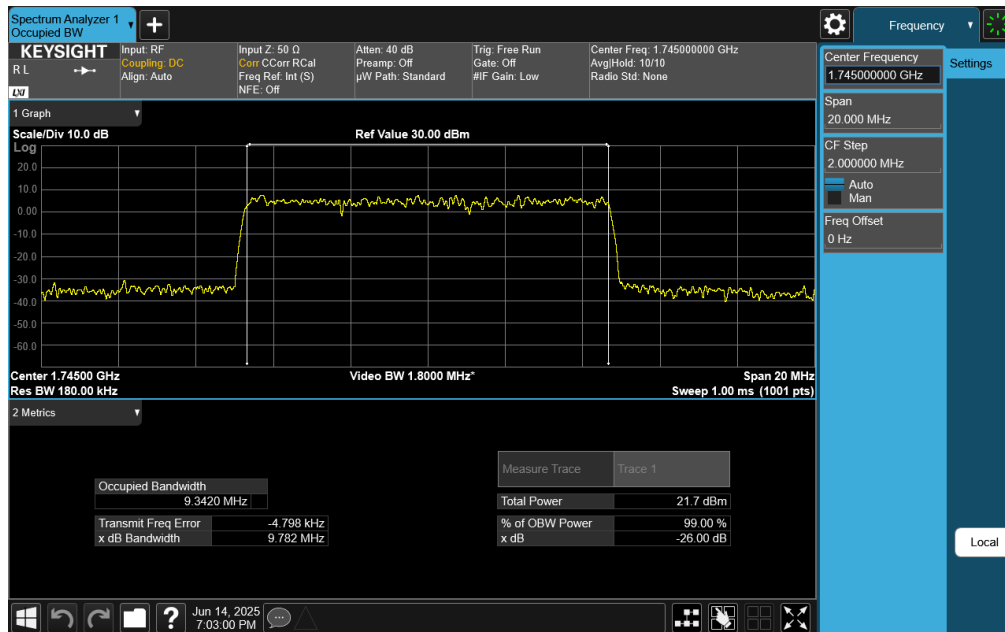 Spectrum Analyzer 1
Occupied BW
Frequency
KEYSIGHT
R L
LXI
Input: RF
Coupling: DC
Align: Auto
Input Z: 50 Ω
Corr CCorr RCal
Freq Ref: Int (S)
NFE: Off
Atten: 40 dB
Preamp: Off
µW Path: Standard
Trig: Free Run
Gate: Off
#IF Gain: Low
Center Freq: 1.745000000 GHz
Avg|Hold: 10/10
Radio Std: None
Center Frequency
1.745000000 GHz
Settings
Span
20.000 MHz
CF Step
2.000000 MHz
Auto
Man
Freq Offset
0 Hz
1 Graph
Scale/Div 10.0 dB
Ref Value 30.00 dBm
Log
20.0
10.0
0.00
-10.0
-20.0
-30.0
-40.0
-50.0
-60.0
Center 1.74500 GHz
Video BW 1.8000 MHz*
Span 20 MHz
Res BW 180.00 kHz
Sweep 1.00 ms (1001 pts)
2 Metrics
Measure Trace Trace 1
Occupied Bandwidth
9.3420 MHz
Total Power 21.7 dBm
Transmit Freq Error -4.798 kHz
% of OBW Power 99.00 %
x dB Bandwidth 9.782 MHz
x dB -26.00 dB
Local
?
Jun 14, 2025
7:03:00 PM